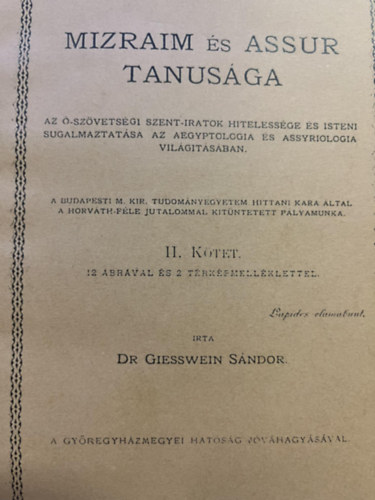 MIZRAIM ÉS ASSUR
TANUSÁGA
AZ Ó-SZÖVETSÉGI SZENT-IRATOK HITELESSÉGE ÉS ISTENI
SUGALMAZTATÁSA AZ AEGYPTOLOGIA ÉS ASSYRIOLOGIA
VILÁGITÁSÁBAN.
A BUDAPESTI M. KIR. TUDOMÁNYEGYETEM HITTANI KARA ÁLTAL
A HORVÁTH-FÉLE JUTALOMMAL KITÜNTETETT PÁLYAMUNKA.
II. KÖTET.
12 ÁBRÁVAL ÉS 2 TÉRKÉPMELLÉKLETTEL.
Lapides clamabunt.
IRTA
DR GIESSWEIN SÁNDOR.
A GYŐREGYHÁZMEGYEI HATÓSÁG JÓVÁHAGYÁSÁVAL.